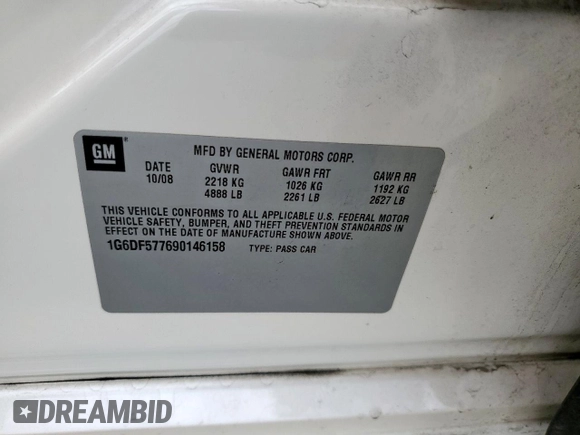 GM ®
MFD BY GENERAL MOTORS CORP.
DATE GVWR GAWR FRT GAWR RR
10/08 2218 KG 1026 KG 1192 KG
4888 LB 2261 LB 2627 LB
THIS VEHICLE CONFORMS TO ALL APPLICABLE U.S. FEDERAL MOTOR
VEHICLE SAFETY, BUMPER, AND THEFT PREVENTION STANDARDS IN
EFFECT ON THE DATE OF MANUFACTURE SHOWN ABOVE.
1G6DF577690146158 TYPE: PASS CAR
DREAMBID